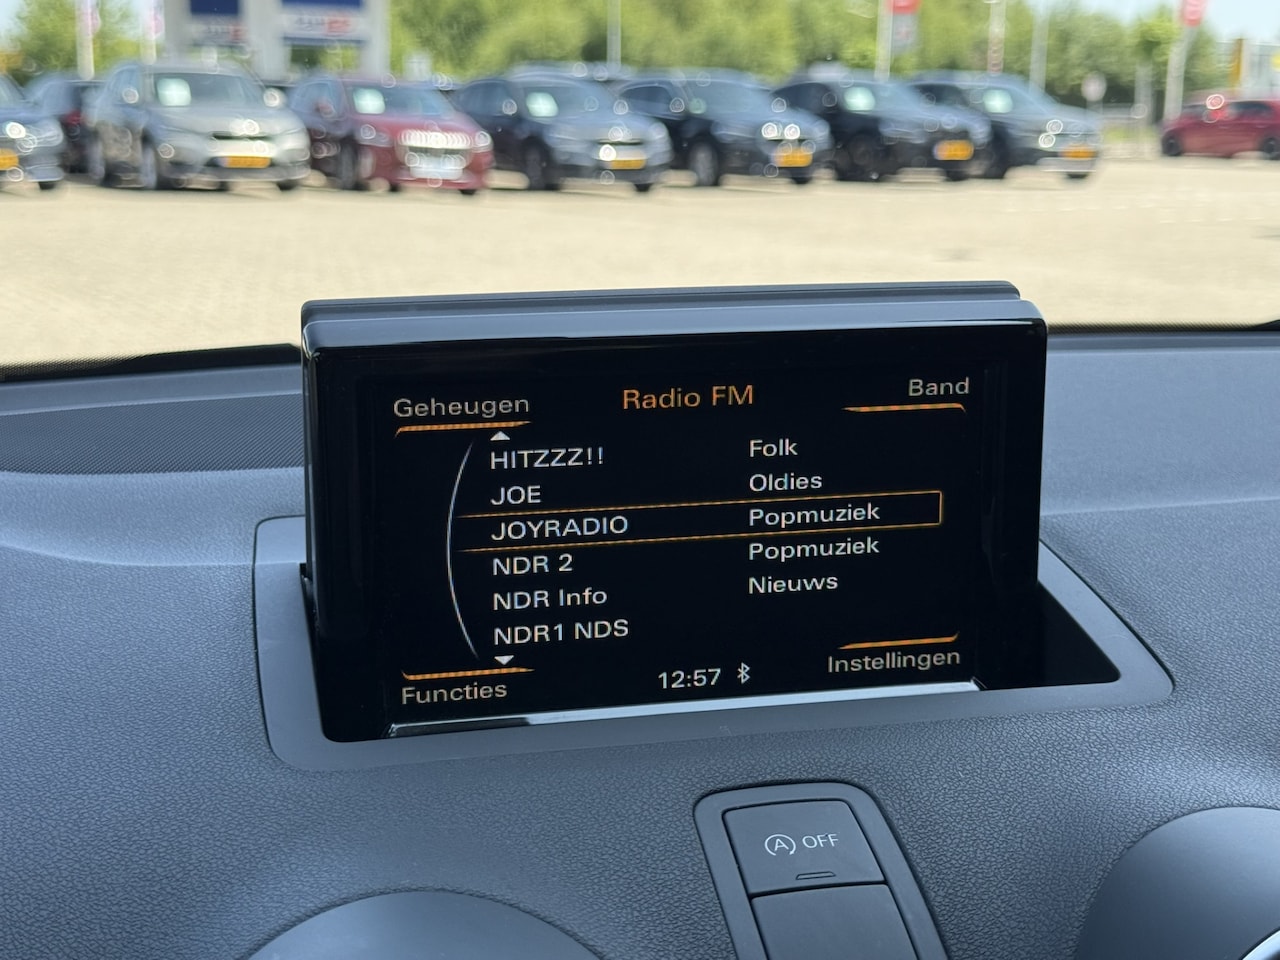 Geheugen Radio FM Band
HITZZZ!! Folk
JOE Oldies
JOYRADIO Popmuziek
NDR 2 Popmuziek
NDR Info Nieuws
NDR1 NDS
Functies 12:57 Instellingen
A OFF